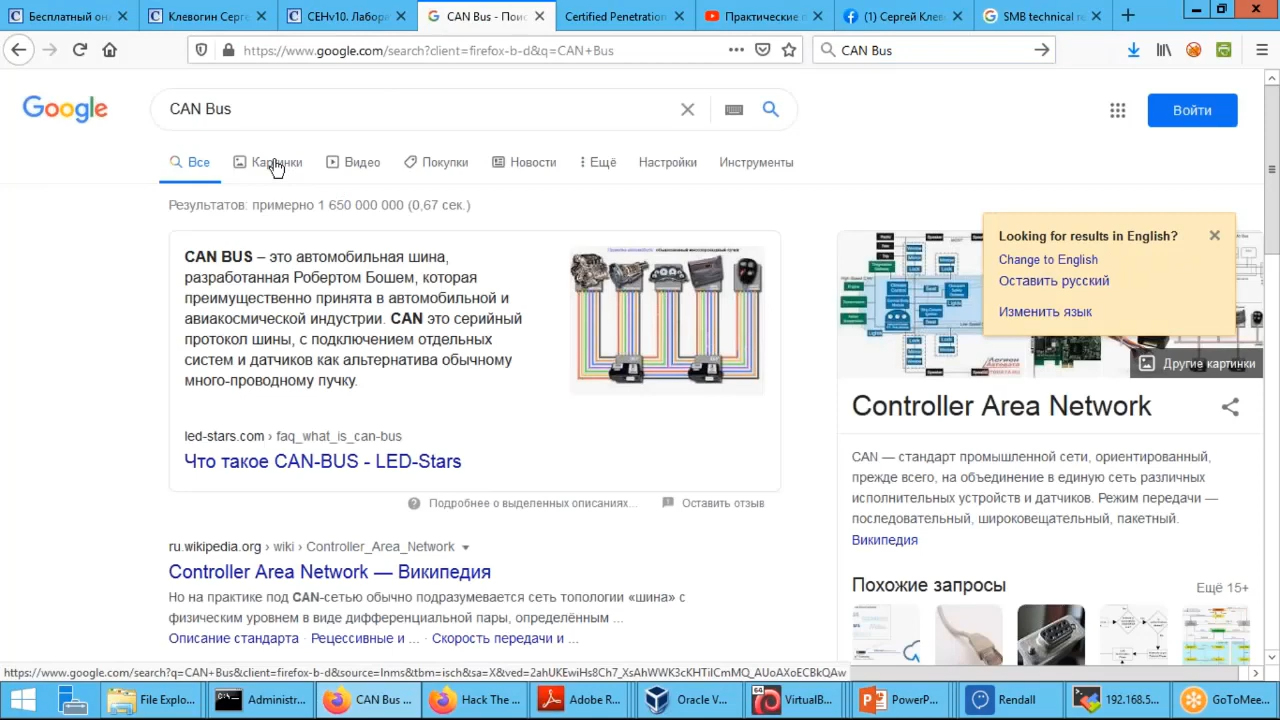 Бесплатный он
Клевогин Серг
CEHv10. Лабора
CAN Bus - Пои
Certified Penetration
Практические п
(1) Сергей Клев
SMB technical re
https://www.google.com/search?client=firefox-b-d&q=CAN+Bus
CAN Bus
Google
CAN Bus
Войти
Все
Картинки
Видео
Покупки
Новости
Ещё
Настройки
Инструменты
Результатов: примерно 1 650 000 000 (0,67 сек.)
CAN BUS – это автомобильная шина,
разработанная Робертом Бошем, которая
преимущественно принята в автомобильной и
авиакосмической индустрии. CAN это серийный
протокол шины, с подключением отдельных
систем и датчиков как альтернатива обычному
много-проводному пучку.
led-stars.com › faq_what_is_can-bus
Что такое CAN-BUS - LED-Stars
Подробнее о выделенных описаниях...
Оставить отзыв
ru.wikipedia.org › wiki › Controller_Area_Network
Controller Area Network — Википедия
Но на практике под CAN-сетью обычно подразумевается сеть топологии «шина» с
физическим уровнем в виде дифференциальной пары, определённым ...
Описание стандарта · Рецессивные и ... · Скорость передачи и ...
Looking for results in English?
Change to English
Оставить русский
Изменить язык
Другие картинки
Controller Area Network
CAN — стандарт промышленной сети, ориентированный,
прежде всего, на объединение в единую сеть различных
исполнительных устройств и датчиков. Режим передачи —
последовательный, широковещательный, пакетный.
Википедия
Похожие запросы
Ещё 15+
https://www.google.com/search?q=CAN+Bus&client=firefox-b-d&source=lnms&tbm=isch&sa=X&ved=2ahUKEwiHs8Ch7_XsAhWWK3cKHTiICmMQ_AUoAXoECBkQAw
File Explo...
Administr...
CAN Bus ...
Hack The ...
Adobe R...
Oracle V...
VirtualB...
PowerP...
Rendall
192.168.5...
GoToMee...